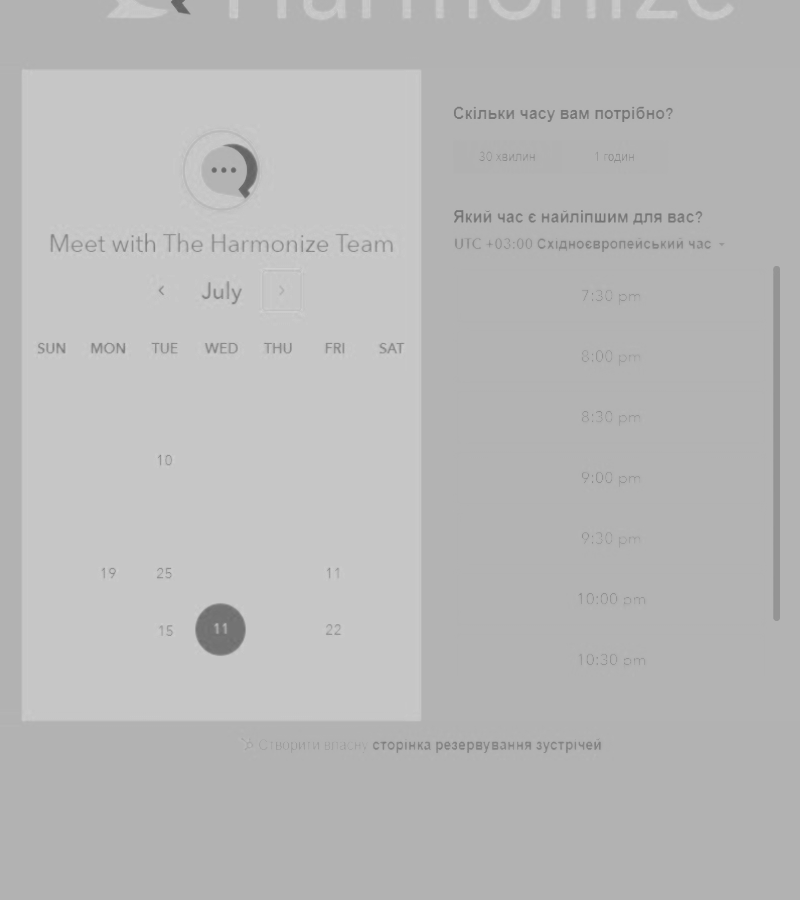 Harmonize
Meet with The Harmonize Team
July
SUN MON TUE WED THU FRI SAT
10
19 25 11
15 11 22
Скільки часу вам потрібно?
30 хвилин 1 годин
Який час є найліпшим для вас?
UTC +03:00 Східноєвропейський час
7:30 pm
8:00 pm
8:30 pm
9:00 pm
9:30 pm
10:00 pm
10:30 pm
Створити власну сторінка резервування зустрічей